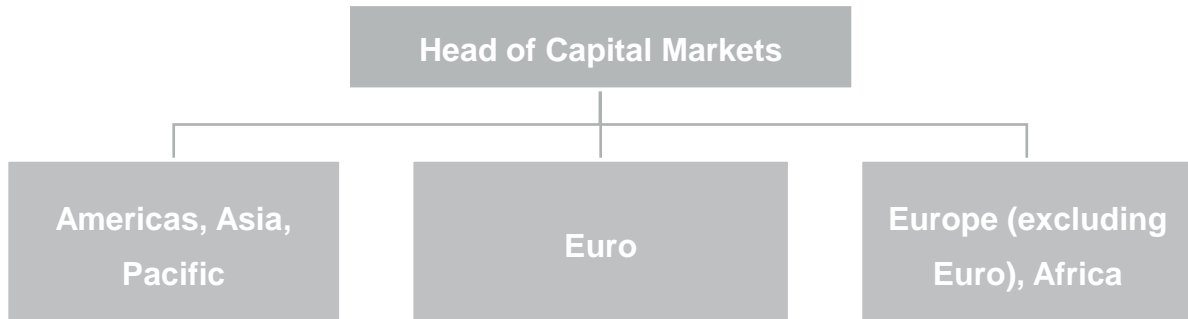 Head of Capital Markets
Americas, Asia,
Pacific
Euro
Europe (excluding
Euro), Africa